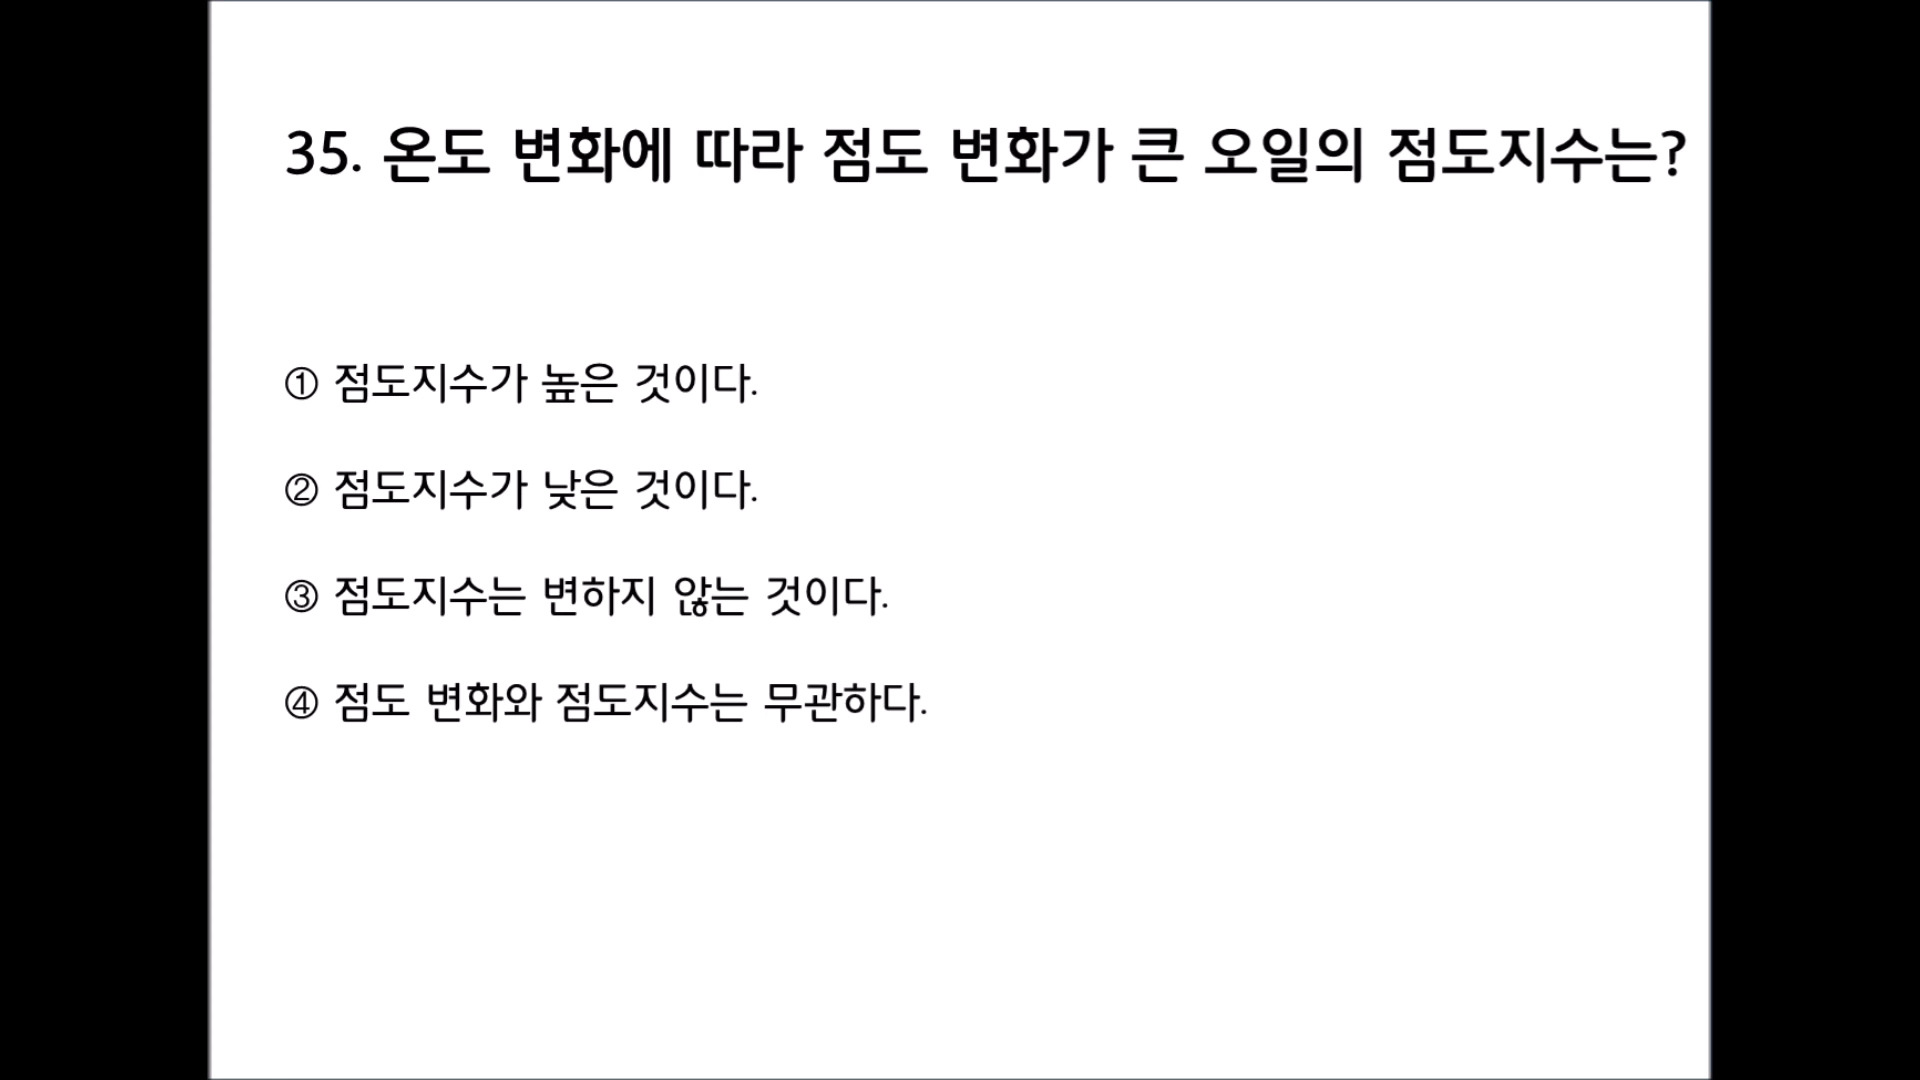 35. 온도 변화에 따라 점도 변화가 큰 오일의 점도지수는?
① 점도지수가 높은 것이다.
② 점도지수가 낮은 것이다.
③ 점도지수는 변하지 않는 것이다.
④ 점도 변화와 점도지수는 무관하다.